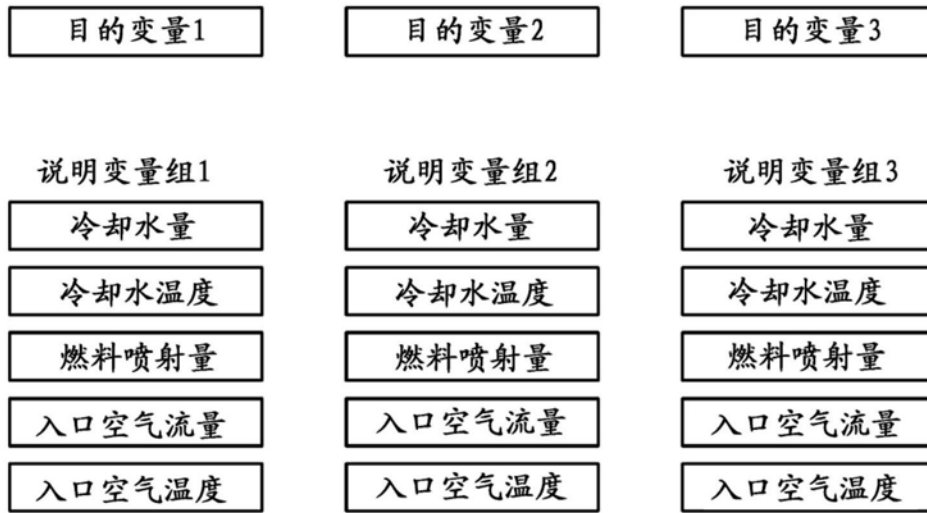 目的变量1 目的变量2 目的变量3
说明变量组1 说明变量组2 说明变量组3
冷却水量 冷却水量 冷却水量
冷却水温度 冷却水温度 冷却水温度
燃料喷射量 燃料喷射量 燃料喷射量
入口空气流量 入口空气流量 入口空气流量
入口空气温度 入口空气温度 入口空气温度